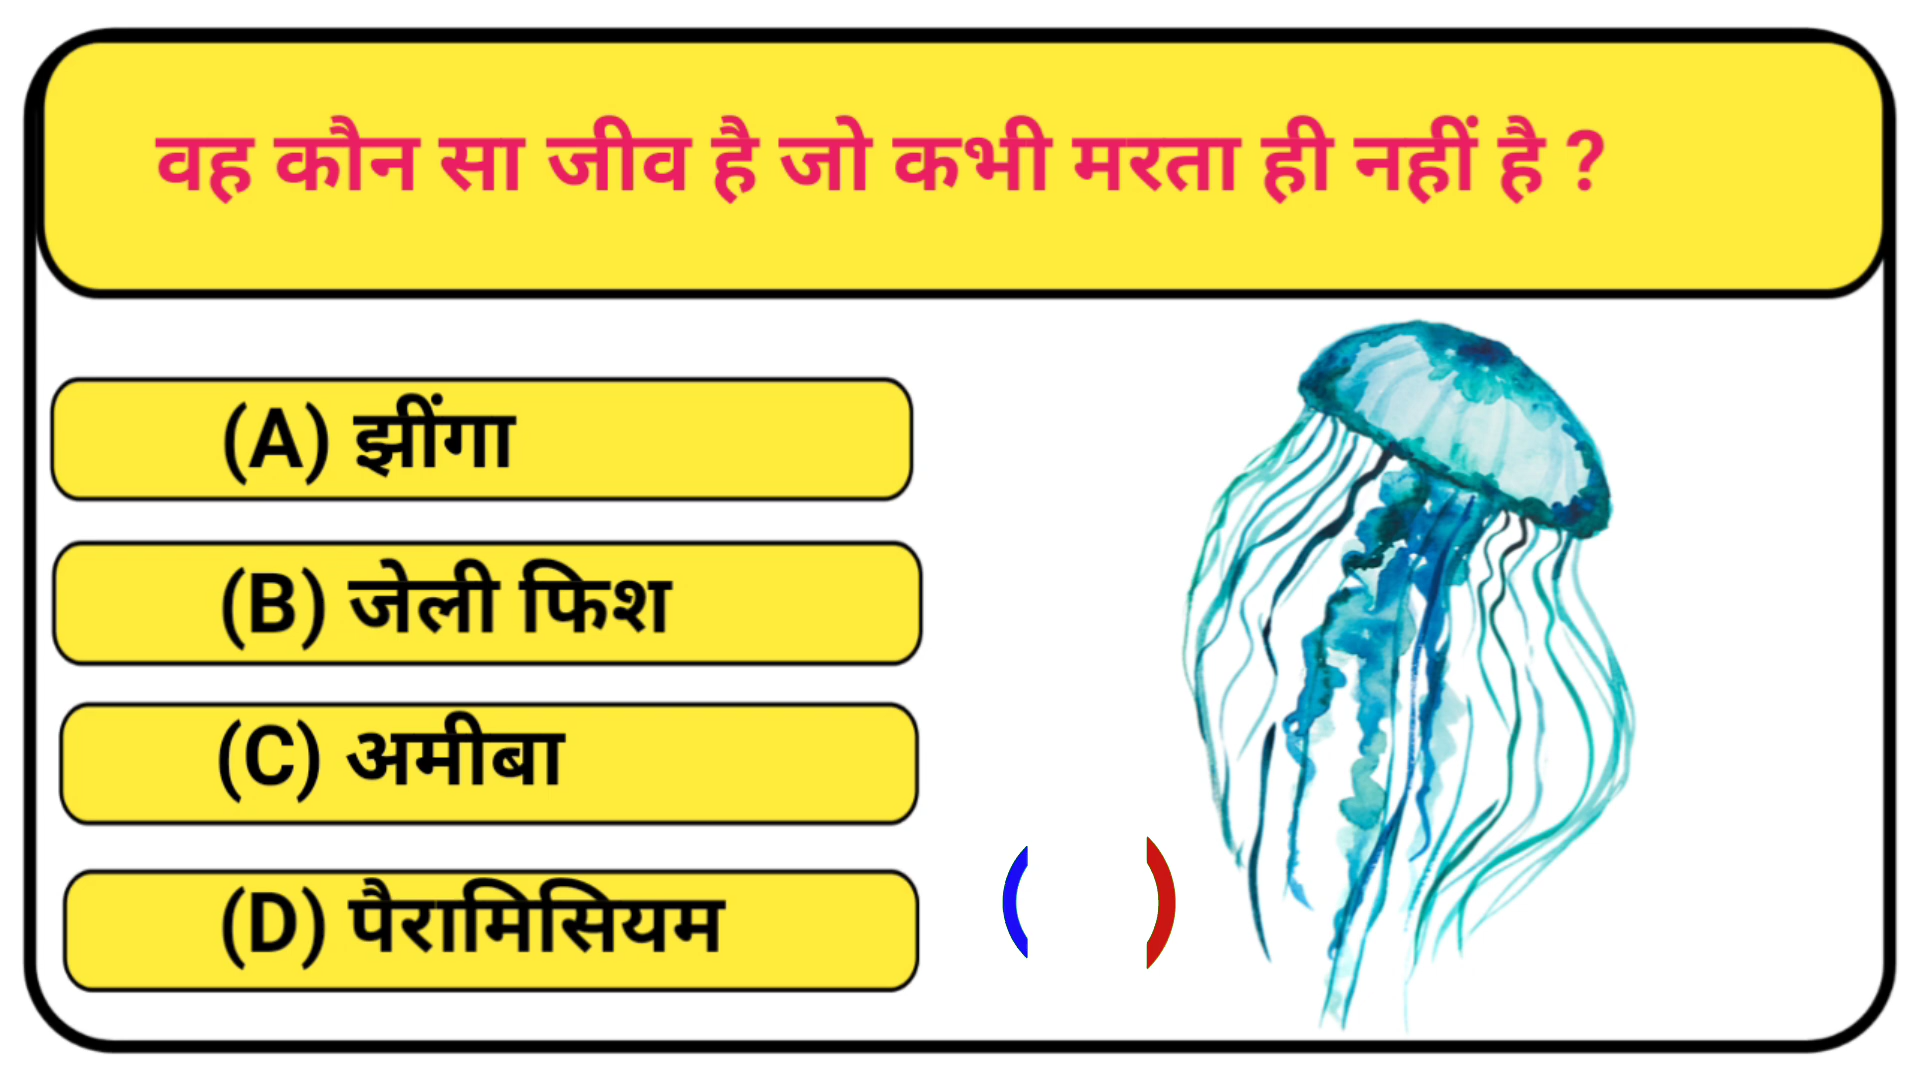 वह कौन सा जीव है जो कभी मरता ही नहीं है ?
(A) झींगा
(B) जेली फिश
(C) अमीबा
(D) पैरामिसियम
( )